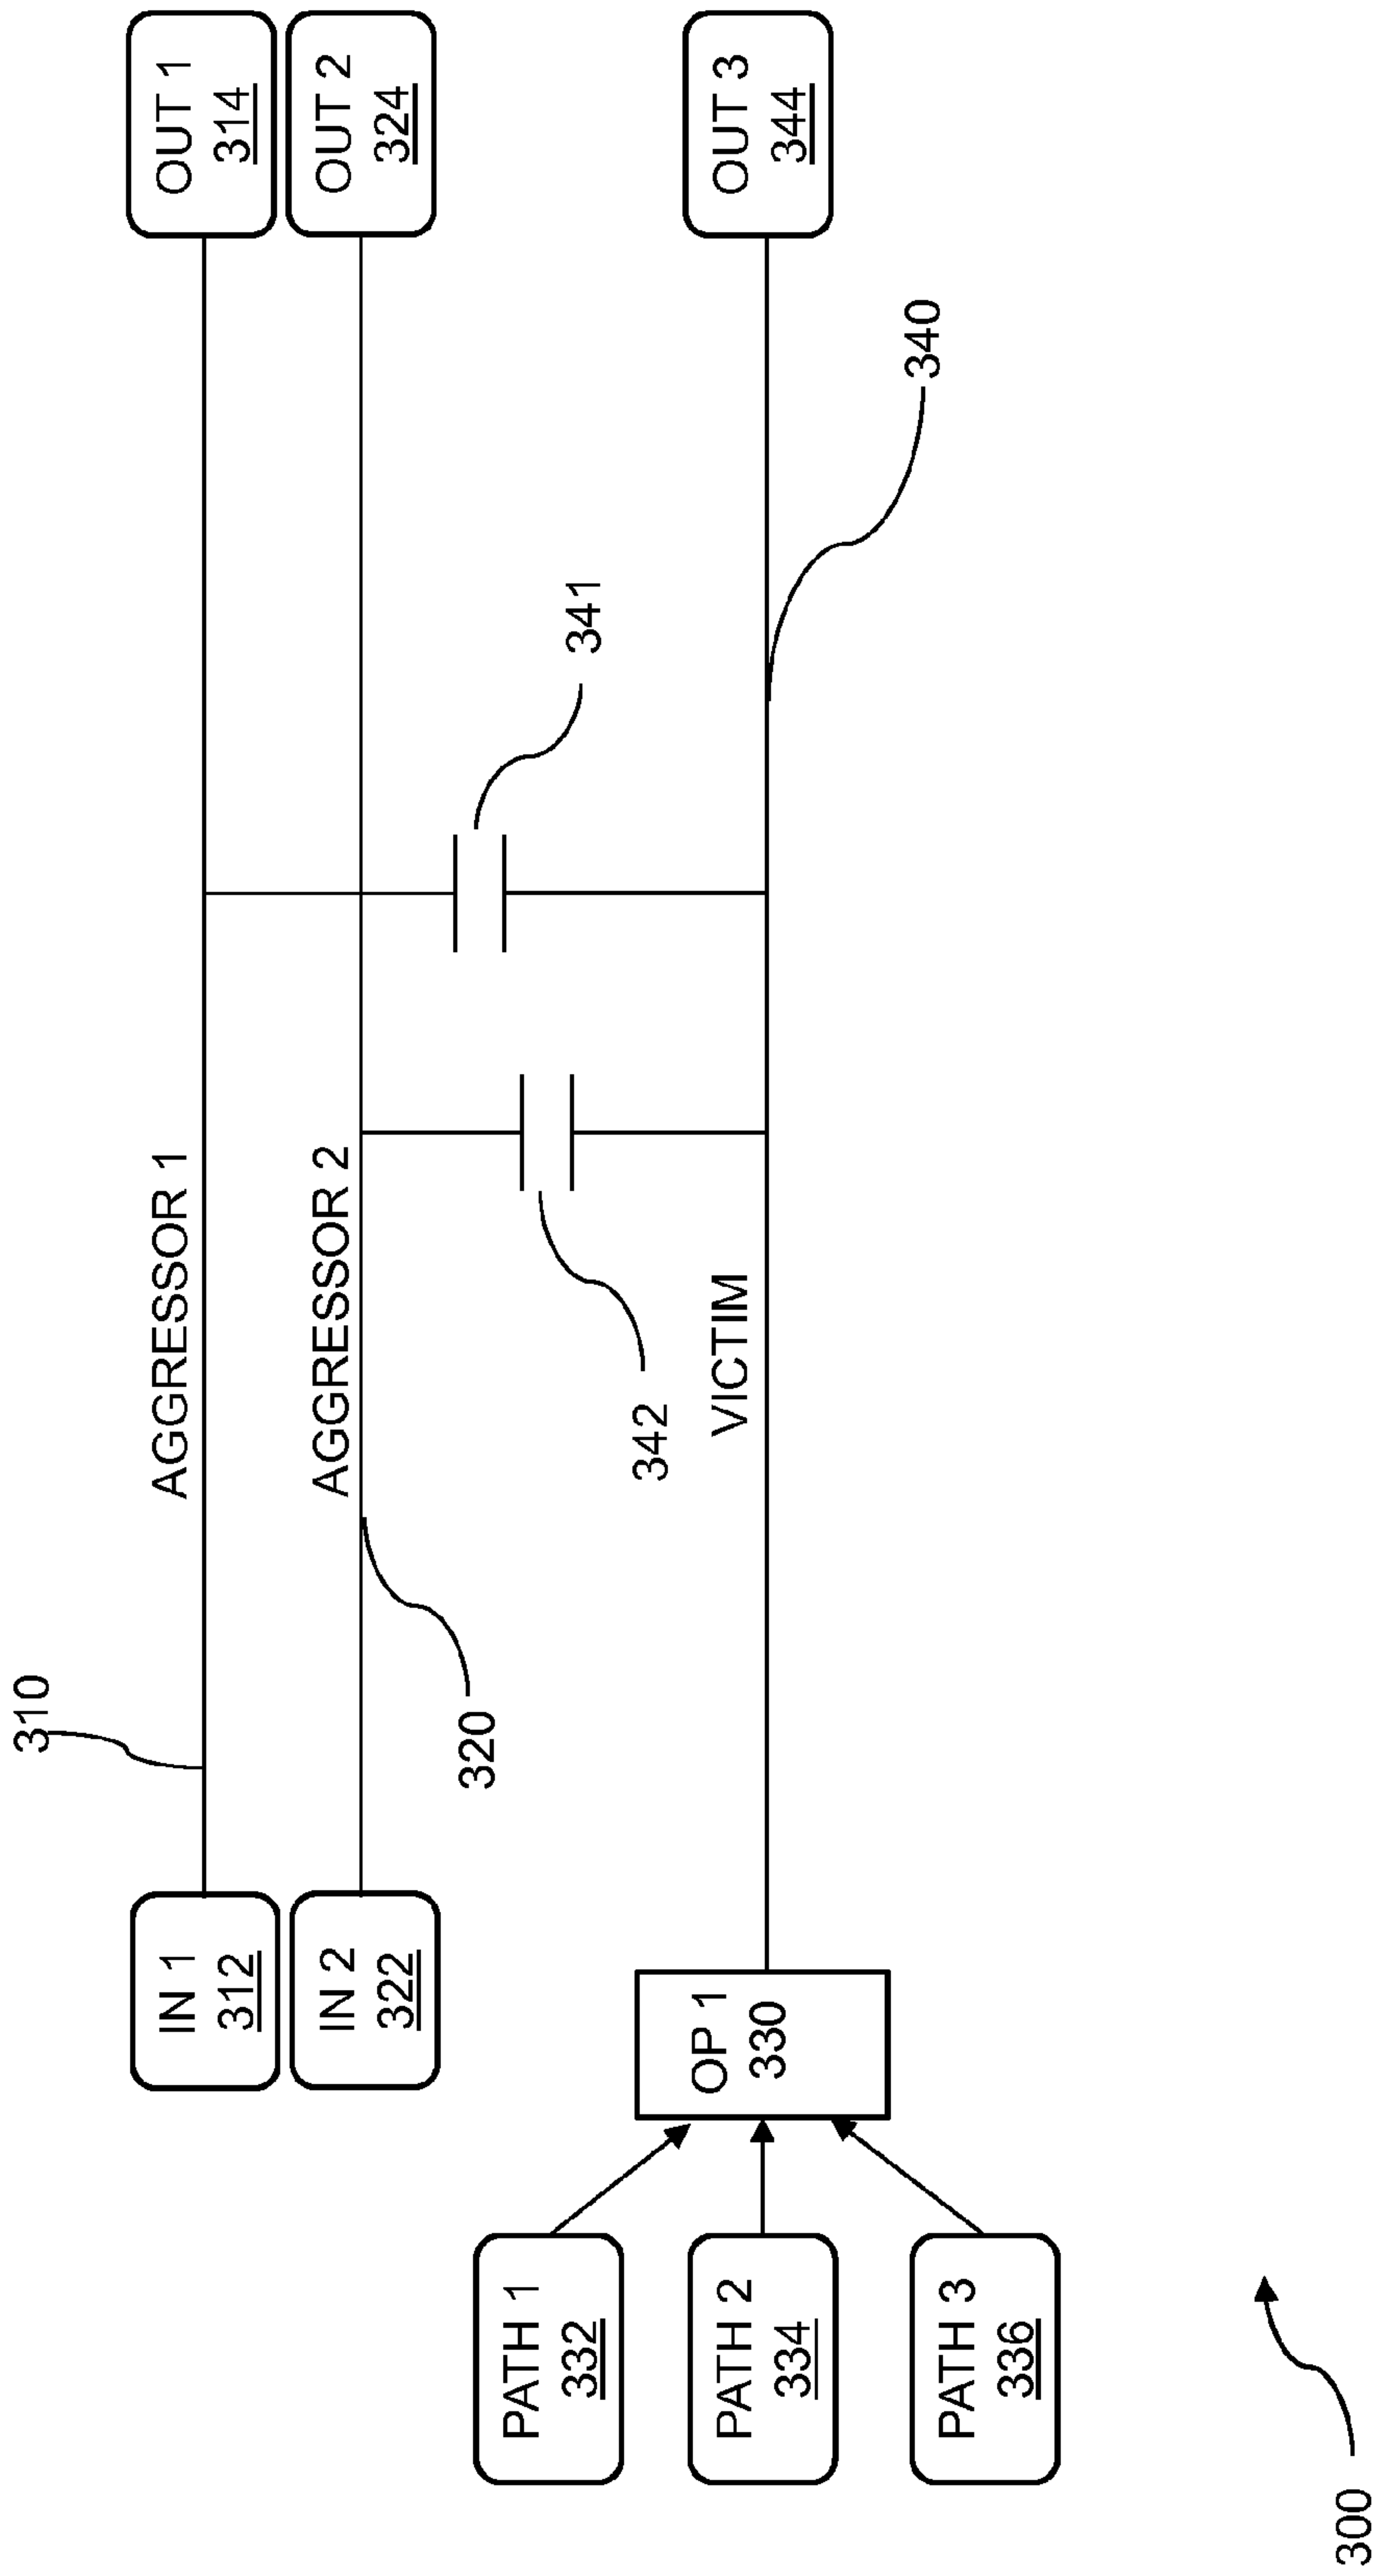 310
IN 1
312
AGGRESSOR 1
OUT 1
314
IN 2
322
AGGRESSOR 2
OUT 2
324
320
341
342
PATH 1
332
PATH 2
334
PATH 3
336
OP 1
330
VICTIM
OUT 3
344
340
300